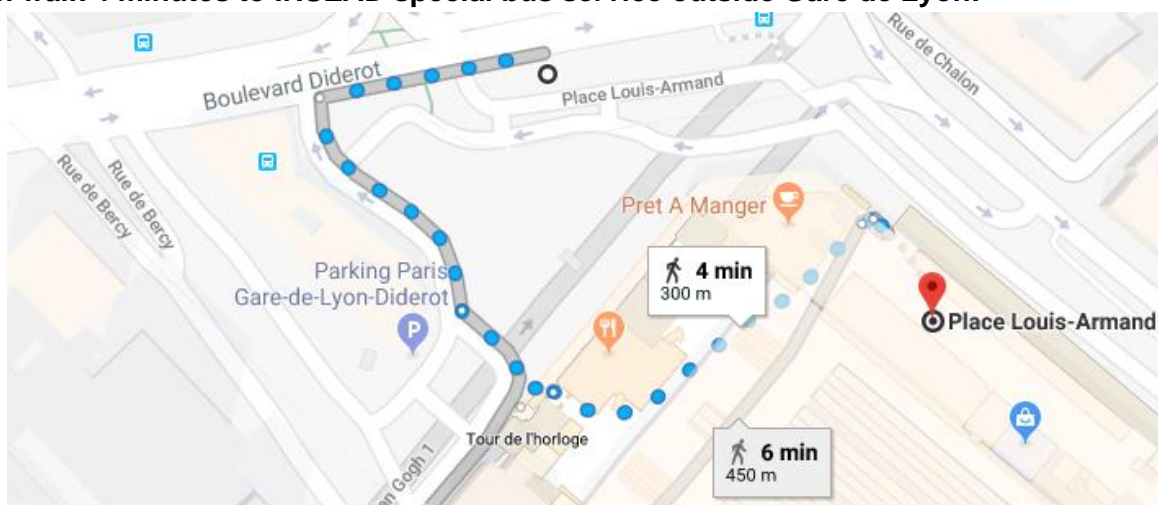 Boulevard Diderot
Place Louis-Armand
Rue de Chalon
Rue de Bercy
Rue de Bercy
Pret A Manger
4 min
300 m
Parking Paris
Gare-de-Lyon-Diderot
P
Place Louis-Armand
Tour de l'horloge
6 min
450 m
Gogh 1